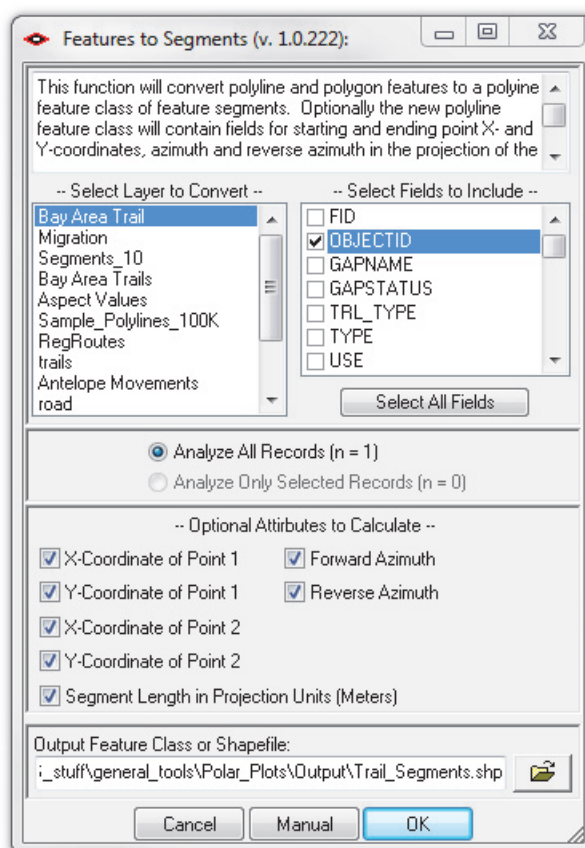 Features to Segments (v. 1.0.222):
This function will convert polyline and polygon features to a polyine
feature class of feature segments. Optionally the new polyline
feature class will contain fields for starting and ending point X- and
Y-coordinates, azimuth and reverse azimuth in the projection of the
-- Select Layer to Convert --
Bay Area Trail
Migration
Segments_10
Bay Area Trails
Aspect Values
Sample_Polylines_100K
RegRoutes
trails
Antelope Movements
road
-- Select Fields to Include --
FID
OBJECTID
GAPNAME
GAPSTATUS
TRL_TYPE
TYPE
USE
Select All Fields
Analyze All Records (n = 1)
Analyze Only Selected Records (n = 0)
-- Optional Attributes to Calculate --
X-Coordinate of Point 1
Forward Azimuth
Y-Coordinate of Point 1
Reverse Azimuth
X-Coordinate of Point 2
Y-Coordinate of Point 2
Segment Length in Projection Units (Meters)
Output Feature Class or Shapefile:
_stuff\general_tools\Polar_Plots\Output\Trail_Segments.shp
Cancel
Manual
OK